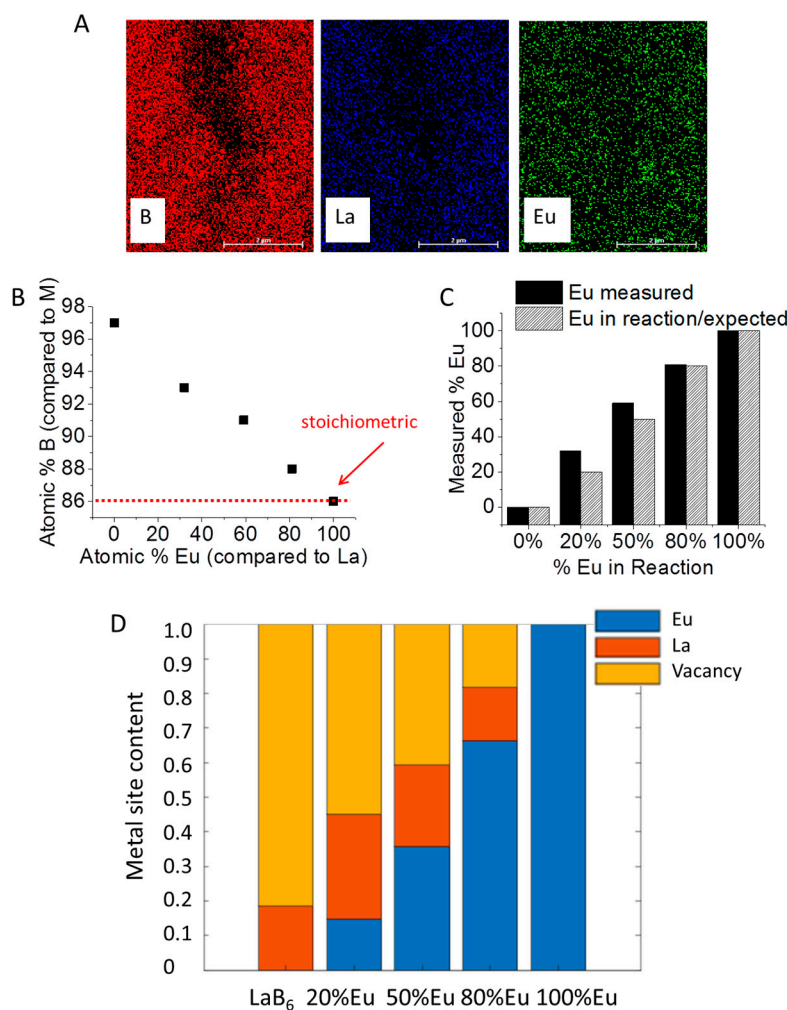 A
B
La
Eu
2 μm
2 μm
2 μm
B
Atomic % B (compared to M)
98
96
94
92
90
88
86
stoichiometric
0 20 40 60 80 100
Atomic % Eu (compared to La)
C
Eu measured
Eu in reaction/expected
Measured % Eu
100
80
60
40
20
0
0% 20% 50% 80% 100%
% Eu in Reaction
D
Eu
La
Vacancy
Metal site content
1.0
0.9
0.8
0.7
0.6
0.5
0.4
0.3
0.2
0.1
0
LaB₆ 20%Eu 50%Eu 80%Eu 100%Eu